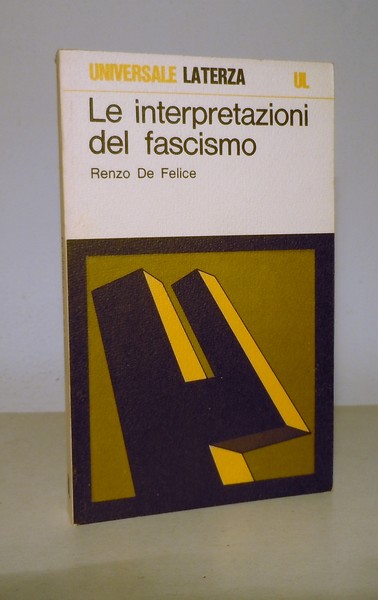 UNIVERSALE LATERZA UL
Le interpretazioni
del fascismo
Renzo De Felice